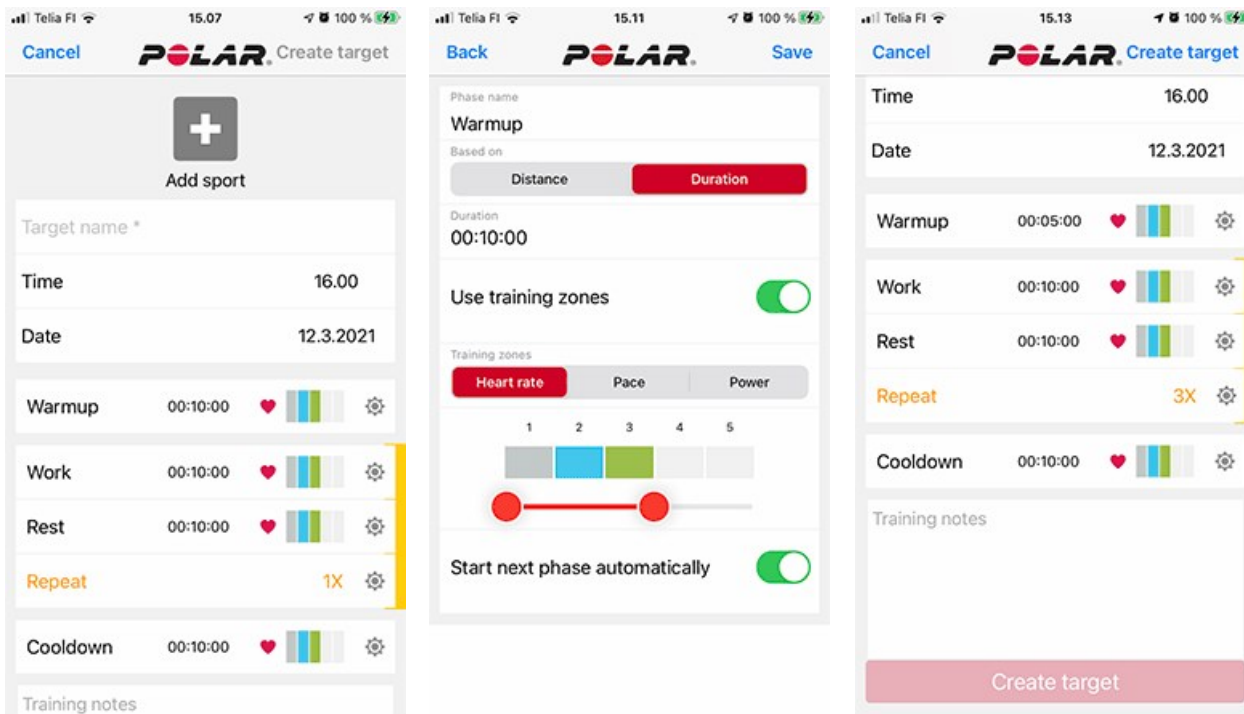 Telia FI 15.07 100 %
Cancel POLAR. Create target
Add sport
Target name *
Time 16.00
Date 12.3.2021
Warmup 00:10:00
Work 00:10:00
Rest 00:10:00
Repeat 1X
Cooldown 00:10:00
Training notes
Telia FI 15.11 100 %
Back POLAR. Save
Phase name
Warmup
Based on
Distance Duration
Duration
00:10:00
Use training zones
Training zones
Heart rate Pace Power
1 2 3 4 5
Start next phase automatically
Telia FI 15.13 100 %
Cancel POLAR. Create target
Time 16.00
Date 12.3.2021
Warmup 00:05:00
Work 00:10:00
Rest 00:10:00
Repeat 3X
Cooldown 00:10:00
Training notes
Create target